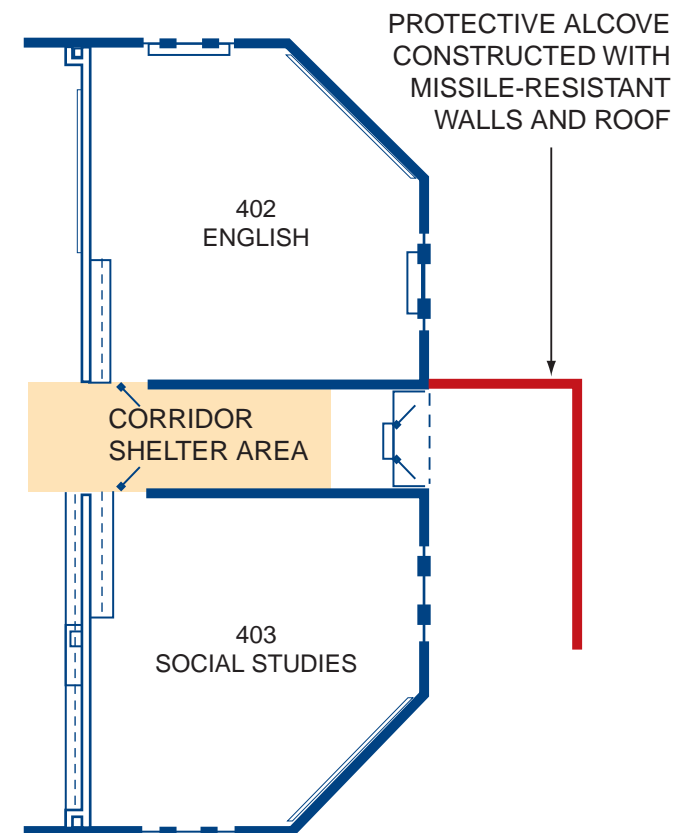 PROTECTIVE ALCOVE
CONSTRUCTED WITH
MISSILE-RESISTANT
WALLS AND ROOF
402
ENGLISH
CORRIDOR
SHELTER AREA
403
SOCIAL STUDIES